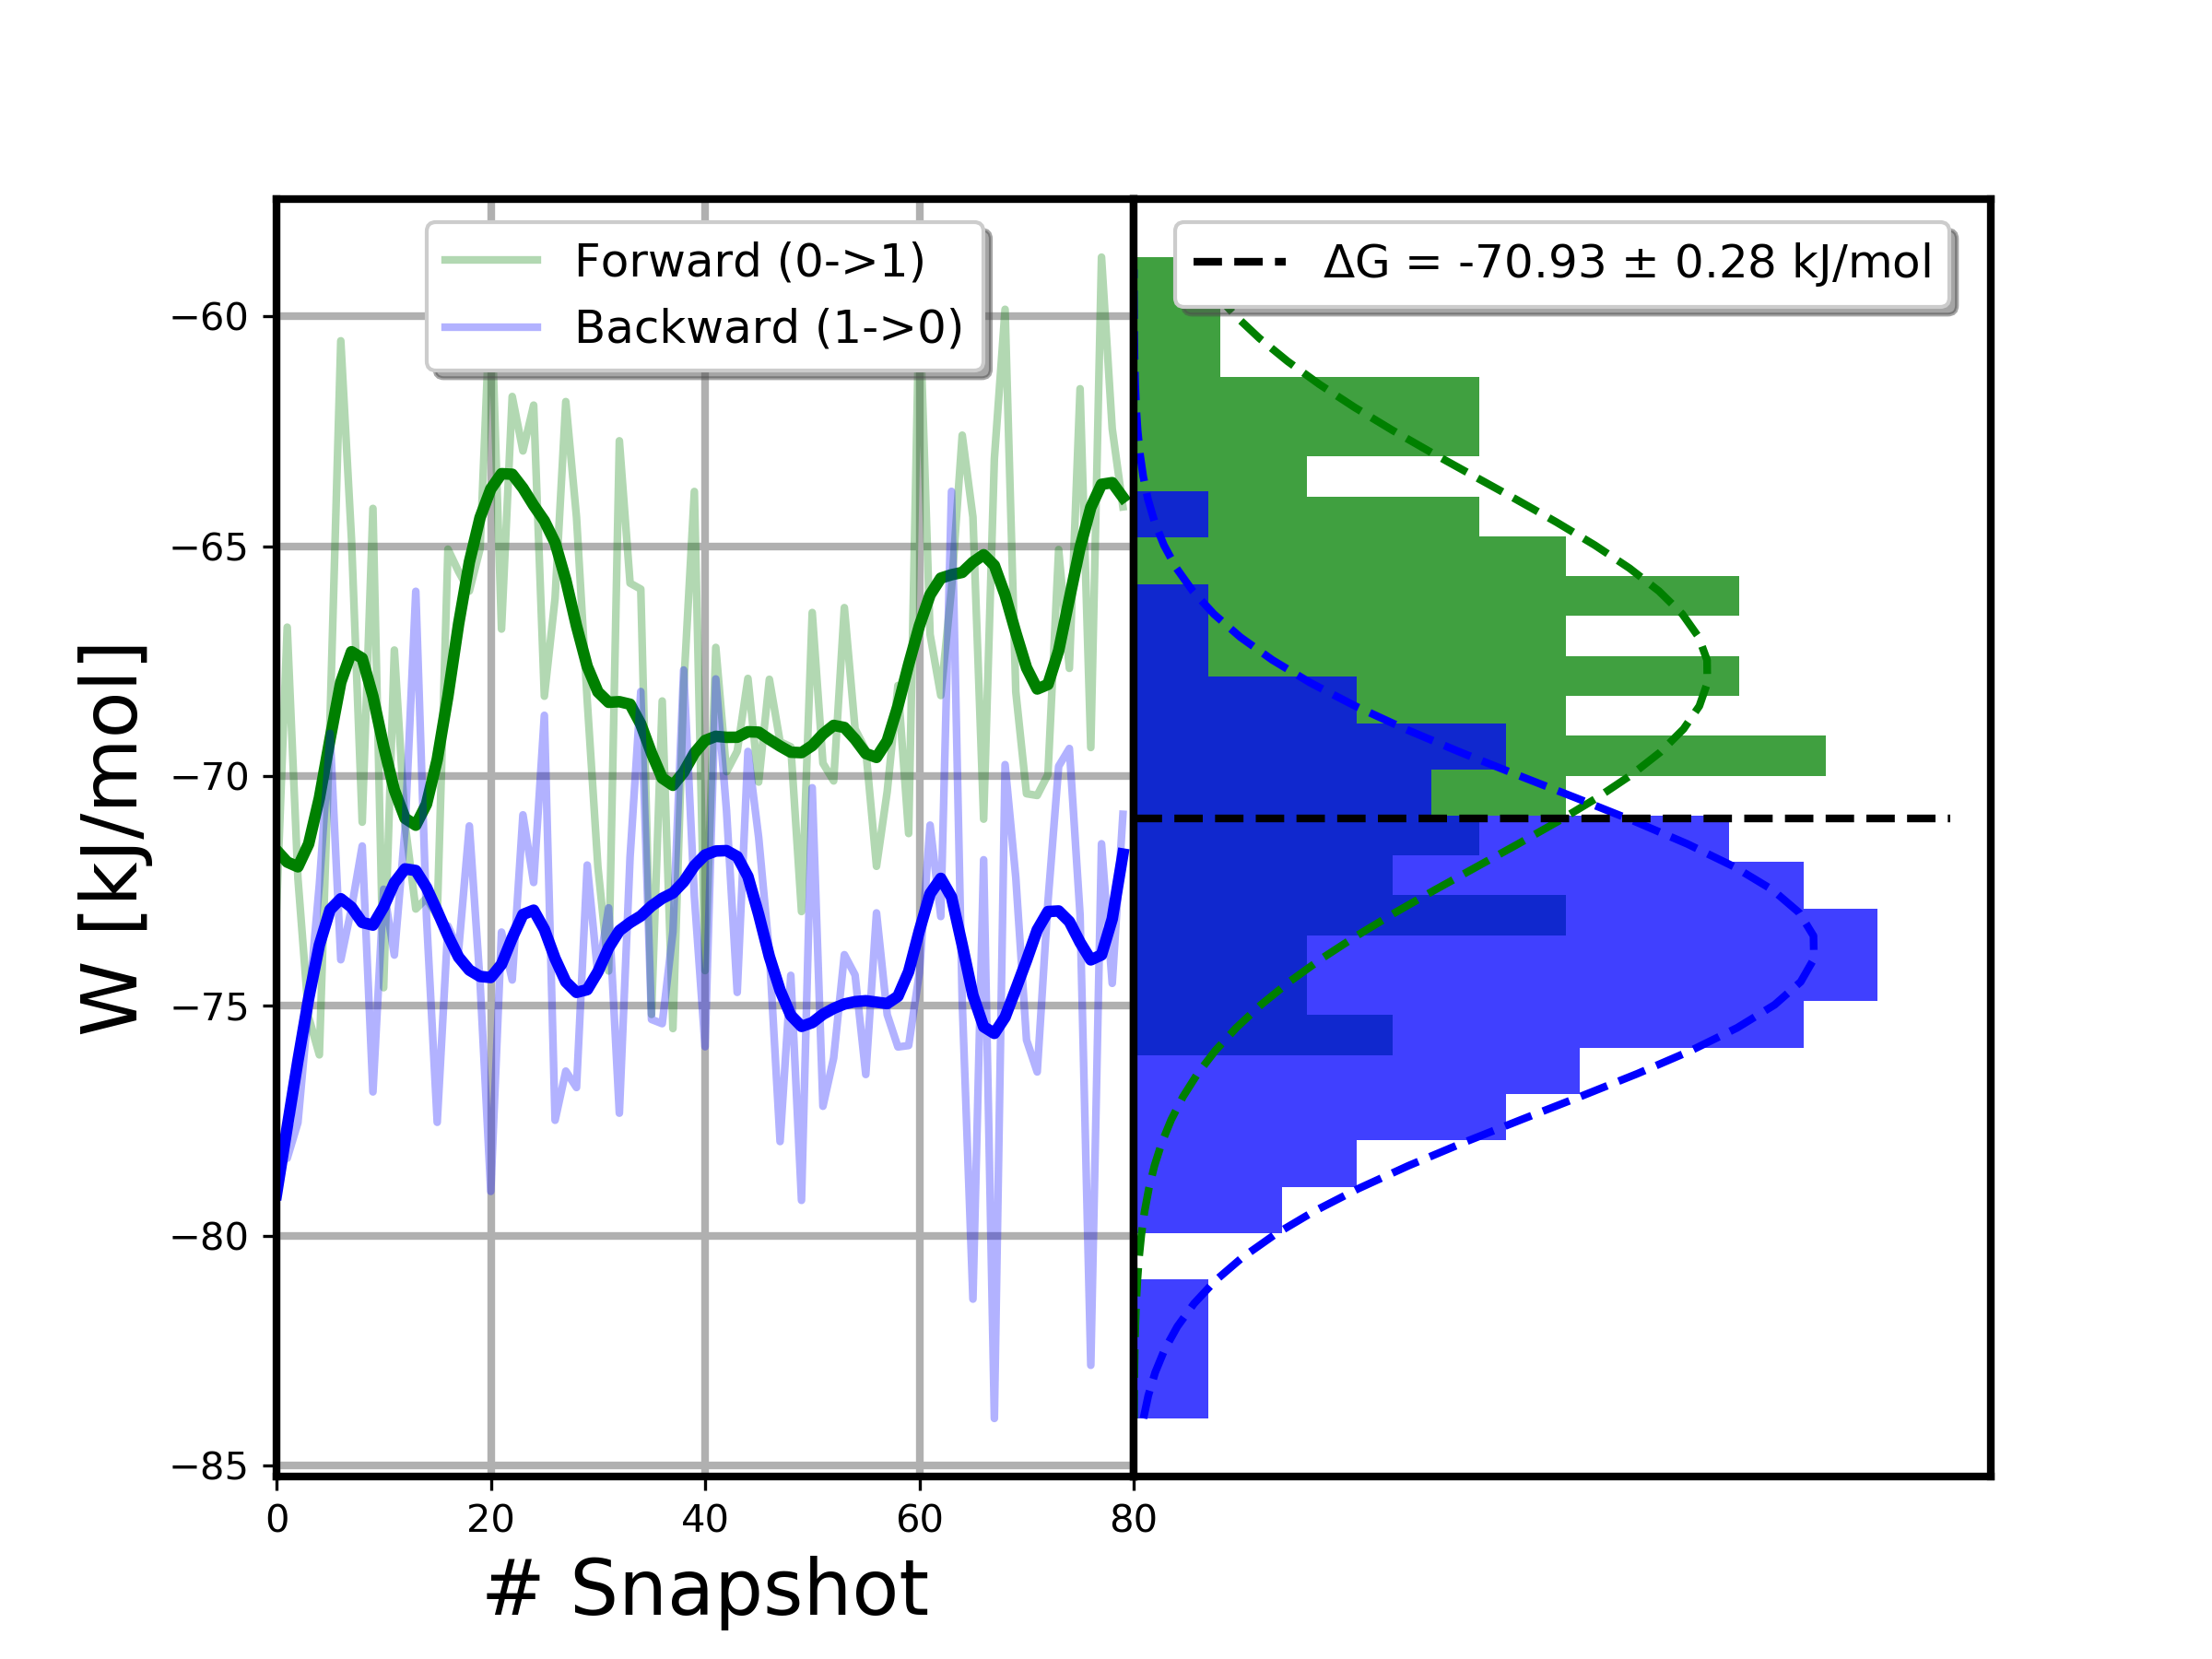 Forward (0->1)
Backward (1->0)
ΔG = -70.93 ± 0.28 kJ/mol
W [kJ/mol]
−60
−65
−70
−75
−80
−85
0 20 40 60 80
# Snapshot